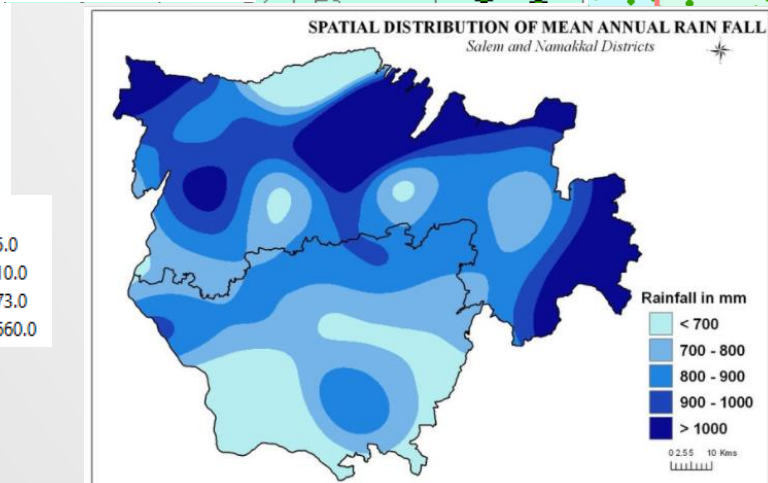 SPATIAL DISTRIBUTION OF MEAN ANNUAL RAIN FALL
Salem and Namakkal Districts
Rainfall in mm
< 700
700 - 800
800 - 900
900 - 1000
> 1000
0 2.5 5 10 Kms